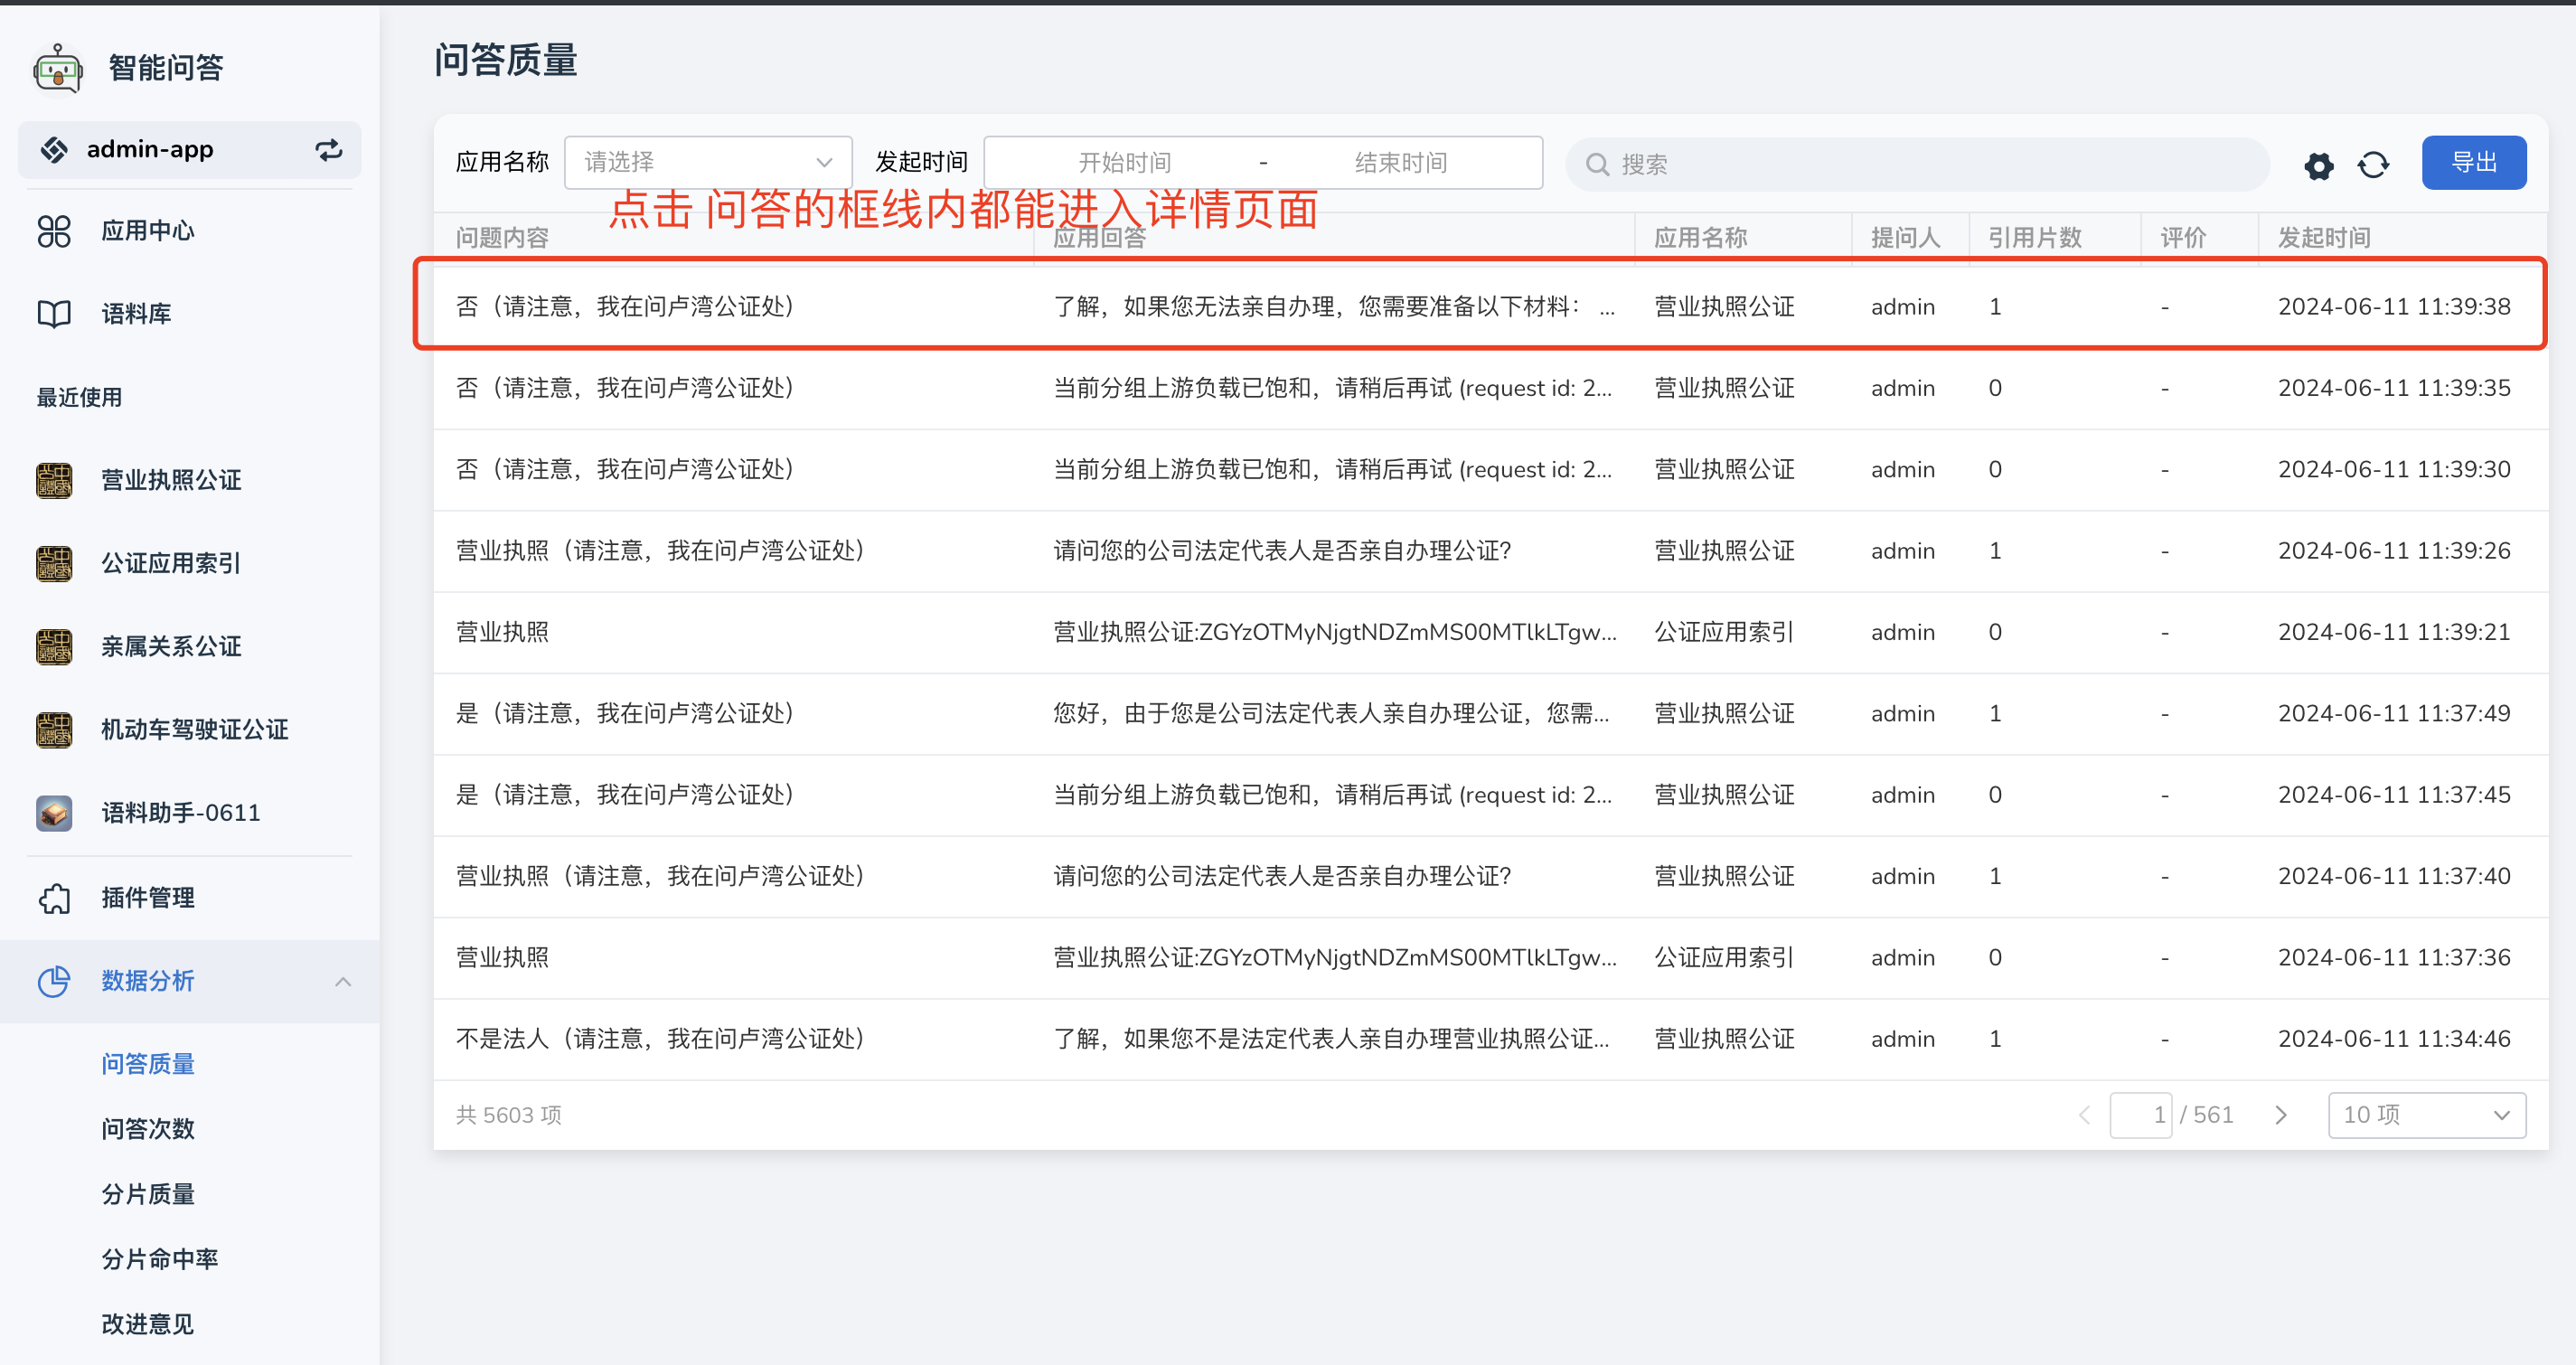 智能问答
admin-app
应用中心
语料库
最近使用
营业执照公证
公证应用索引
亲属关系公证
机动车驾驶证公证
语料助手-0611
插件管理
数据分析
问答质量
问答次数
分片质量
分片命中率
改进意见
问答质量
应用名称 请选择 发起时间 开始时间 - 结束时间 搜索 导出
点击 问答的框线内都能进入详情页面
问题内容 应用回答 应用名称 提问人 引用片数 评价 发起时间
否（请注意，我在问卢湾公证处） 了解，如果您无法亲自办理，您需要准备以下材料： ... 营业执照公证 admin 1 - 2024-06-11 11:39:38
否（请注意，我在问卢湾公证处） 当前分组上游负载已饱和，请稍后再试 (request id: 2... 营业执照公证 admin 0 - 2024-06-11 11:39:35
否（请注意，我在问卢湾公证处） 当前分组上游负载已饱和，请稍后再试 (request id: 2... 营业执照公证 admin 0 - 2024-06-11 11:39:30
营业执照（请注意，我在问卢湾公证处） 请问您的公司法定代表人是否亲自办理公证？ 营业执照公证 admin 1 - 2024-06-11 11:39:26
营业执照 营业执照公证:ZGYzOTMyNjgtNDZmMS00MTlkLTgw... 公证应用索引 admin 0 - 2024-06-11 11:39:21
是（请注意，我在问卢湾公证处） 您好，由于您是公司法定代表人亲自办理公证，您需... 营业执照公证 admin 1 - 2024-06-11 11:37:49
是（请注意，我在问卢湾公证处） 当前分组上游负载已饱和，请稍后再试 (request id: 2... 营业执照公证 admin 0 - 2024-06-11 11:37:45
营业执照（请注意，我在问卢湾公证处） 请问您的公司法定代表人是否亲自办理公证？ 营业执照公证 admin 1 - 2024-06-11 11:37:40
营业执照 营业执照公证:ZGYzOTMyNjgtNDZmMS00MTlkLTgw... 公证应用索引 admin 0 - 2024-06-11 11:37:36
不是法人（请注意，我在问卢湾公证处） 了解，如果您不是法定代表人亲自办理营业执照公证... 营业执照公证 admin 1 - 2024-06-11 11:34:46
共 5603 项 1 / 561 10 项